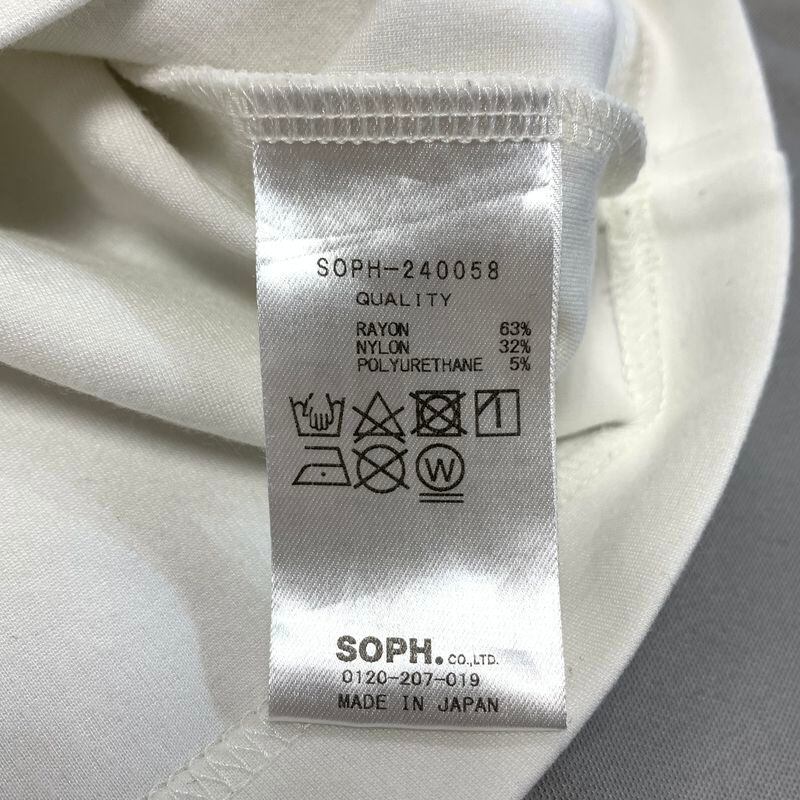 SOPH-240058
QUALITY
RAYON 63%
NYLON 32%
POLYURETHANE 5%
W
SOPH. CO.,LTD.
0120-207-019
MADE IN JAPAN